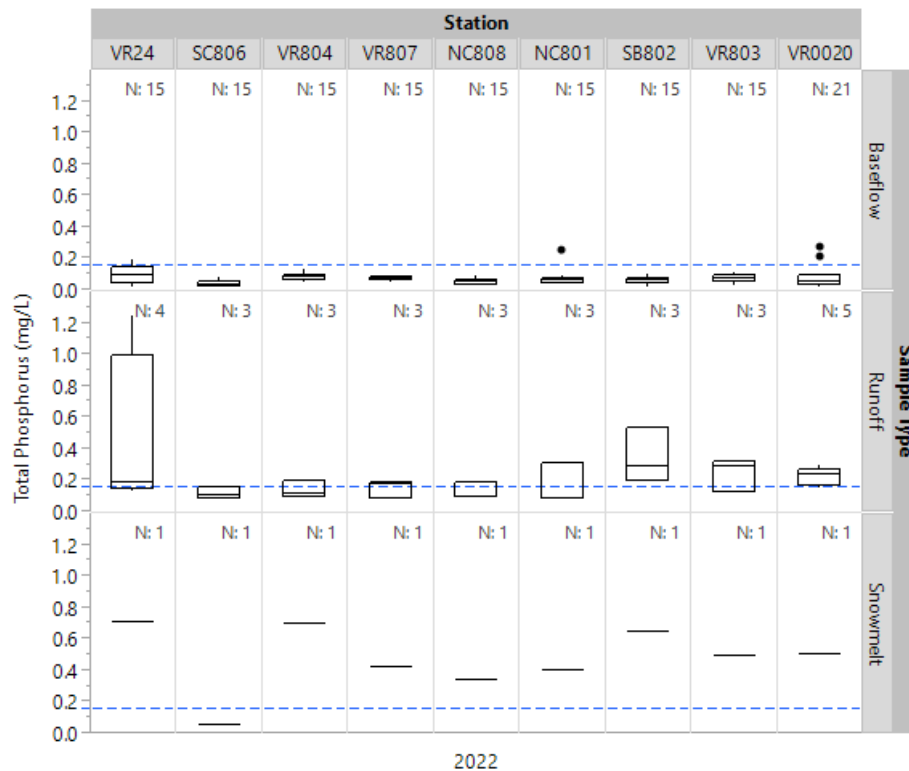 Station
VR24 SC806 VR804 VR807 NC808 NC801 SB802 VR803 VR0020
N: 15 N: 15 N: 15 N: 15 N: 15 N: 15 N: 15 N: 15 N: 21
1.2
1.0
0.8
0.6
0.4
0.2
0.0
Baseflow
N: 4 N: 3 N: 3 N: 3 N: 3 N: 3 N: 3 N: 3 N: 5
1.2
1.0
0.8
0.6
0.4
0.2
0.0
Runoff
N: 1 N: 1 N: 1 N: 1 N: 1 N: 1 N: 1 N: 1 N: 1
1.2
1.0
0.8
0.6
0.4
0.2
0.0
Snowmelt
Total Phosphorus (mg/L)
Sample Type
2022